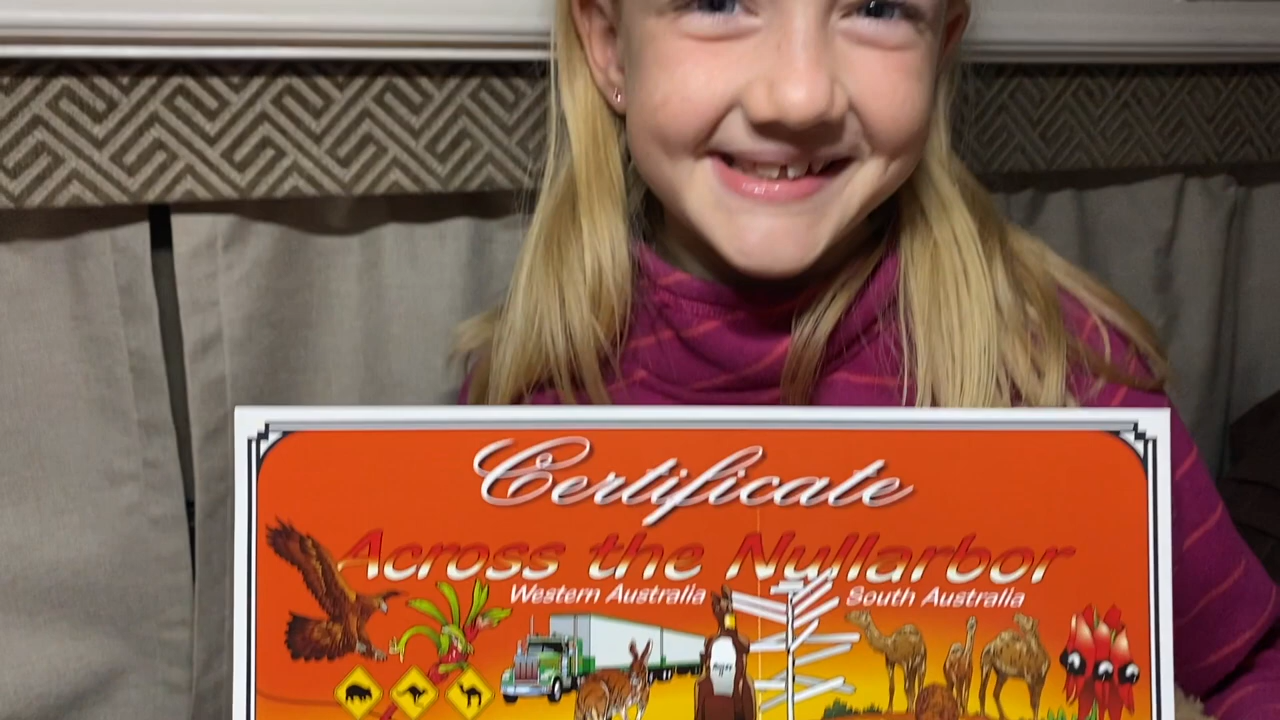 Certificate
Across the Nullarbor
Western Australia
South Australia